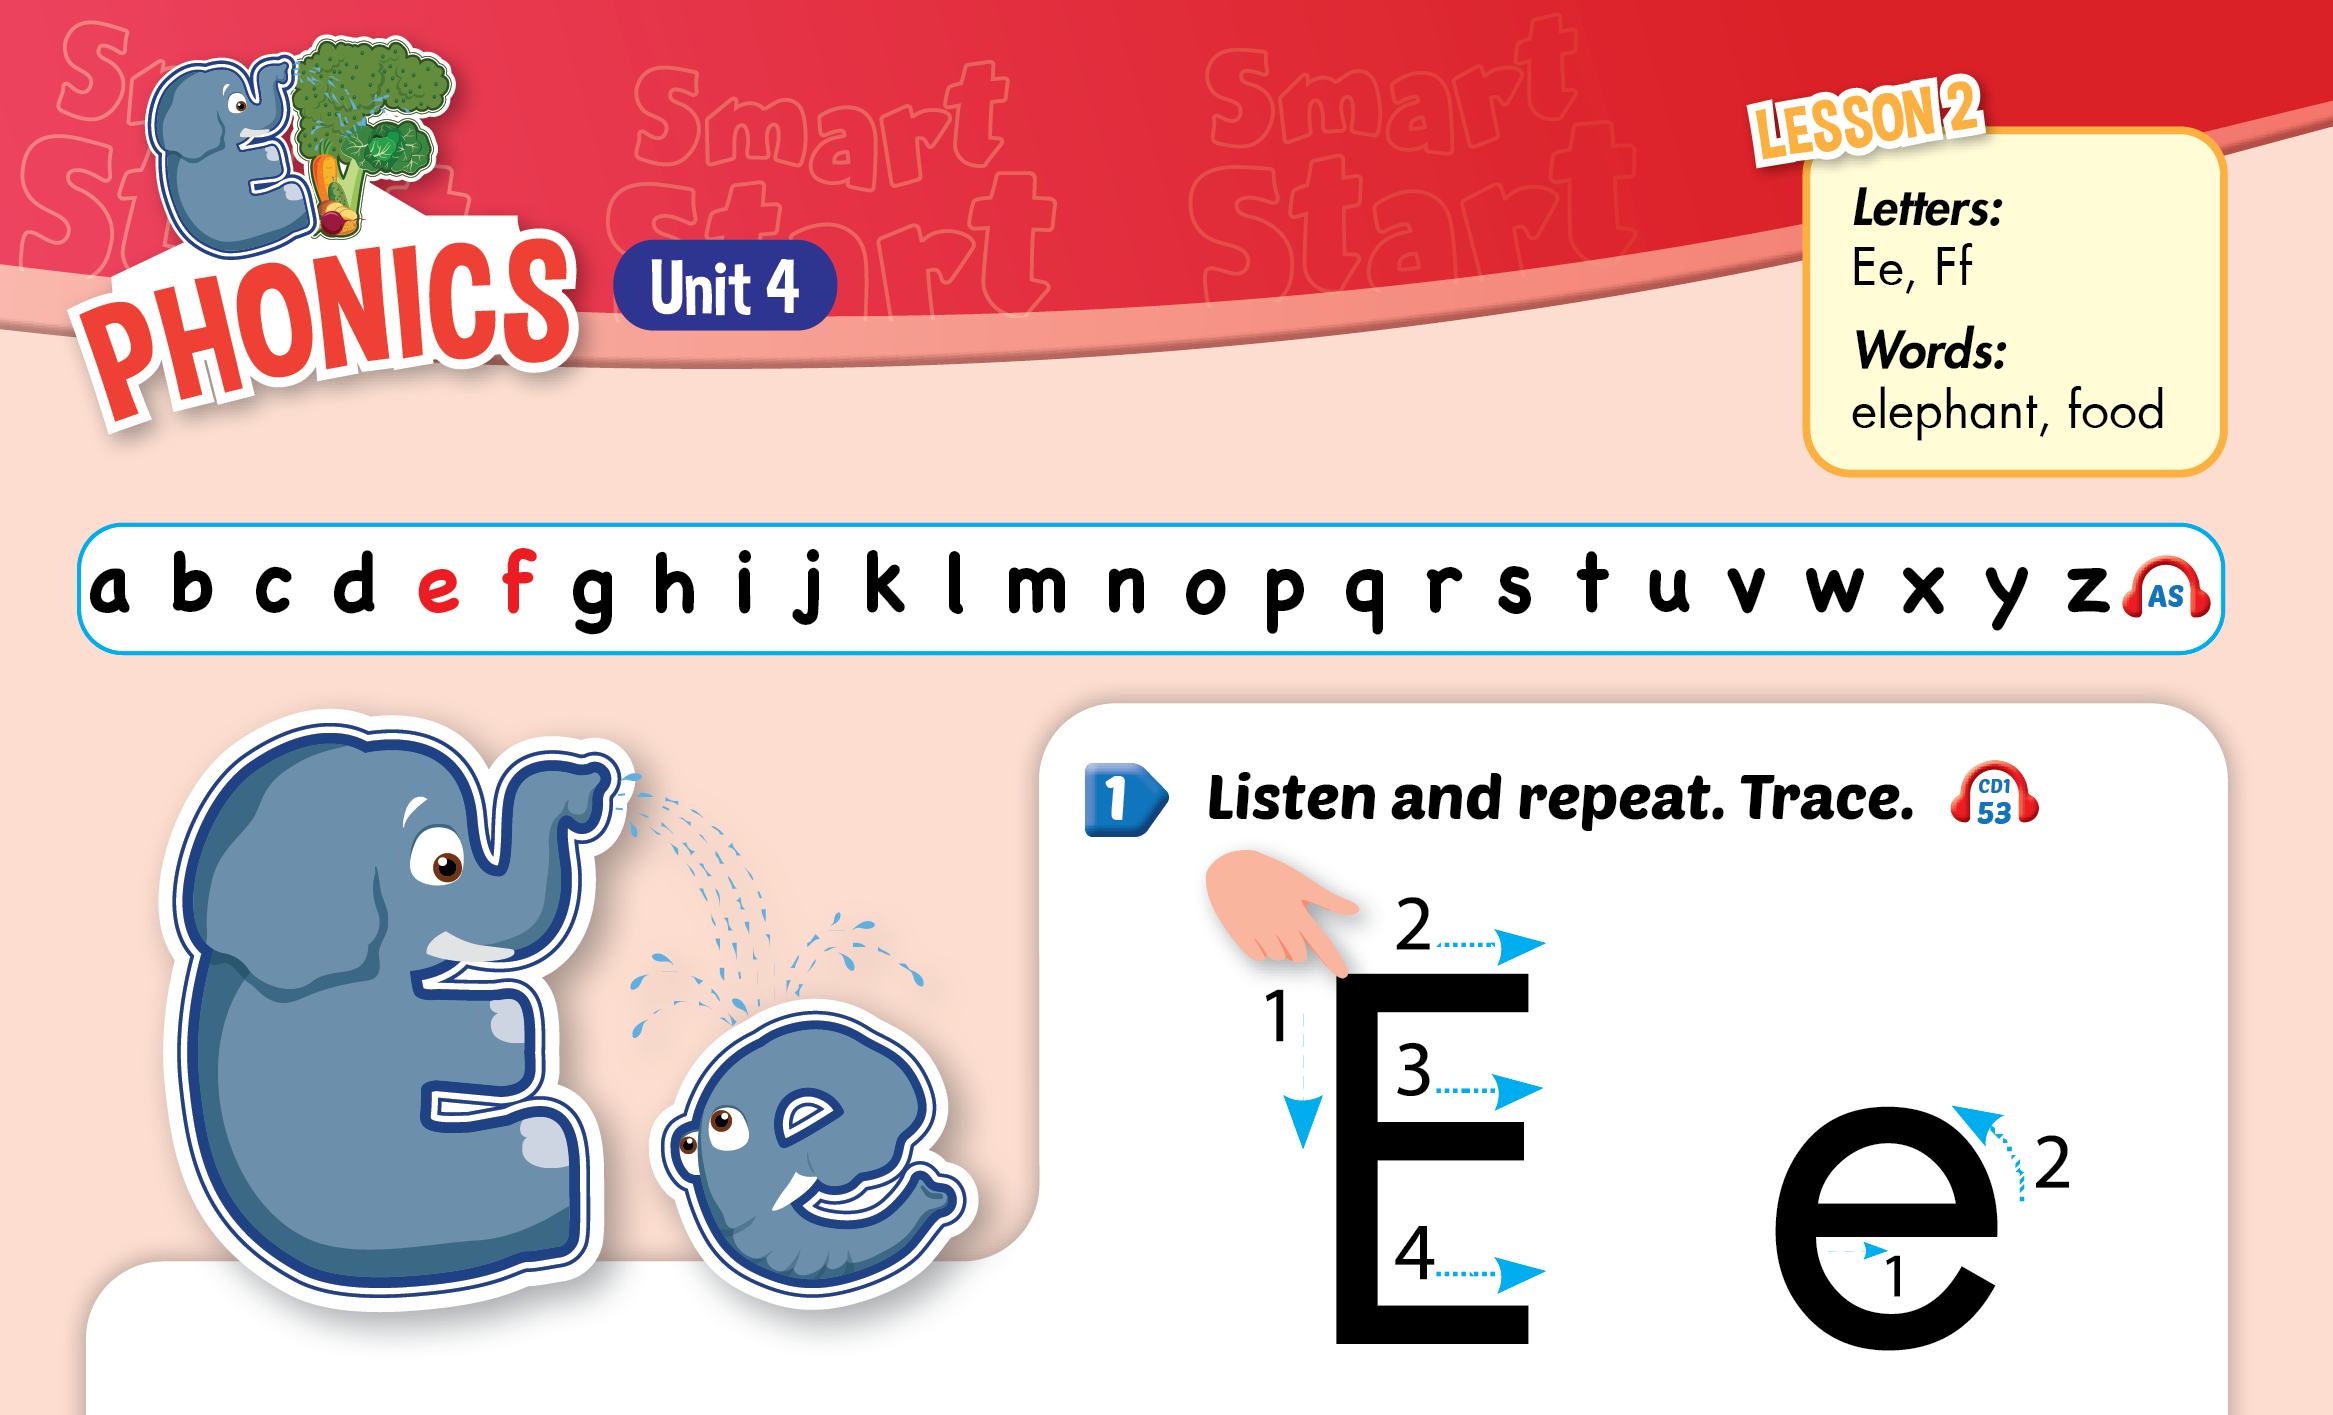 Smart
Start
Smart
Start
Smart
Start
EF
PHONICS
Unit 4
LESSON 2
Letters:
Ee, Ff
Words:
elephant, food
a b c d e f g h i j k l m n o p q r s t u v w x y z AS
E e
1 Listen and repeat. Trace. CD1 53
1 2 3 4
E
e
1 2